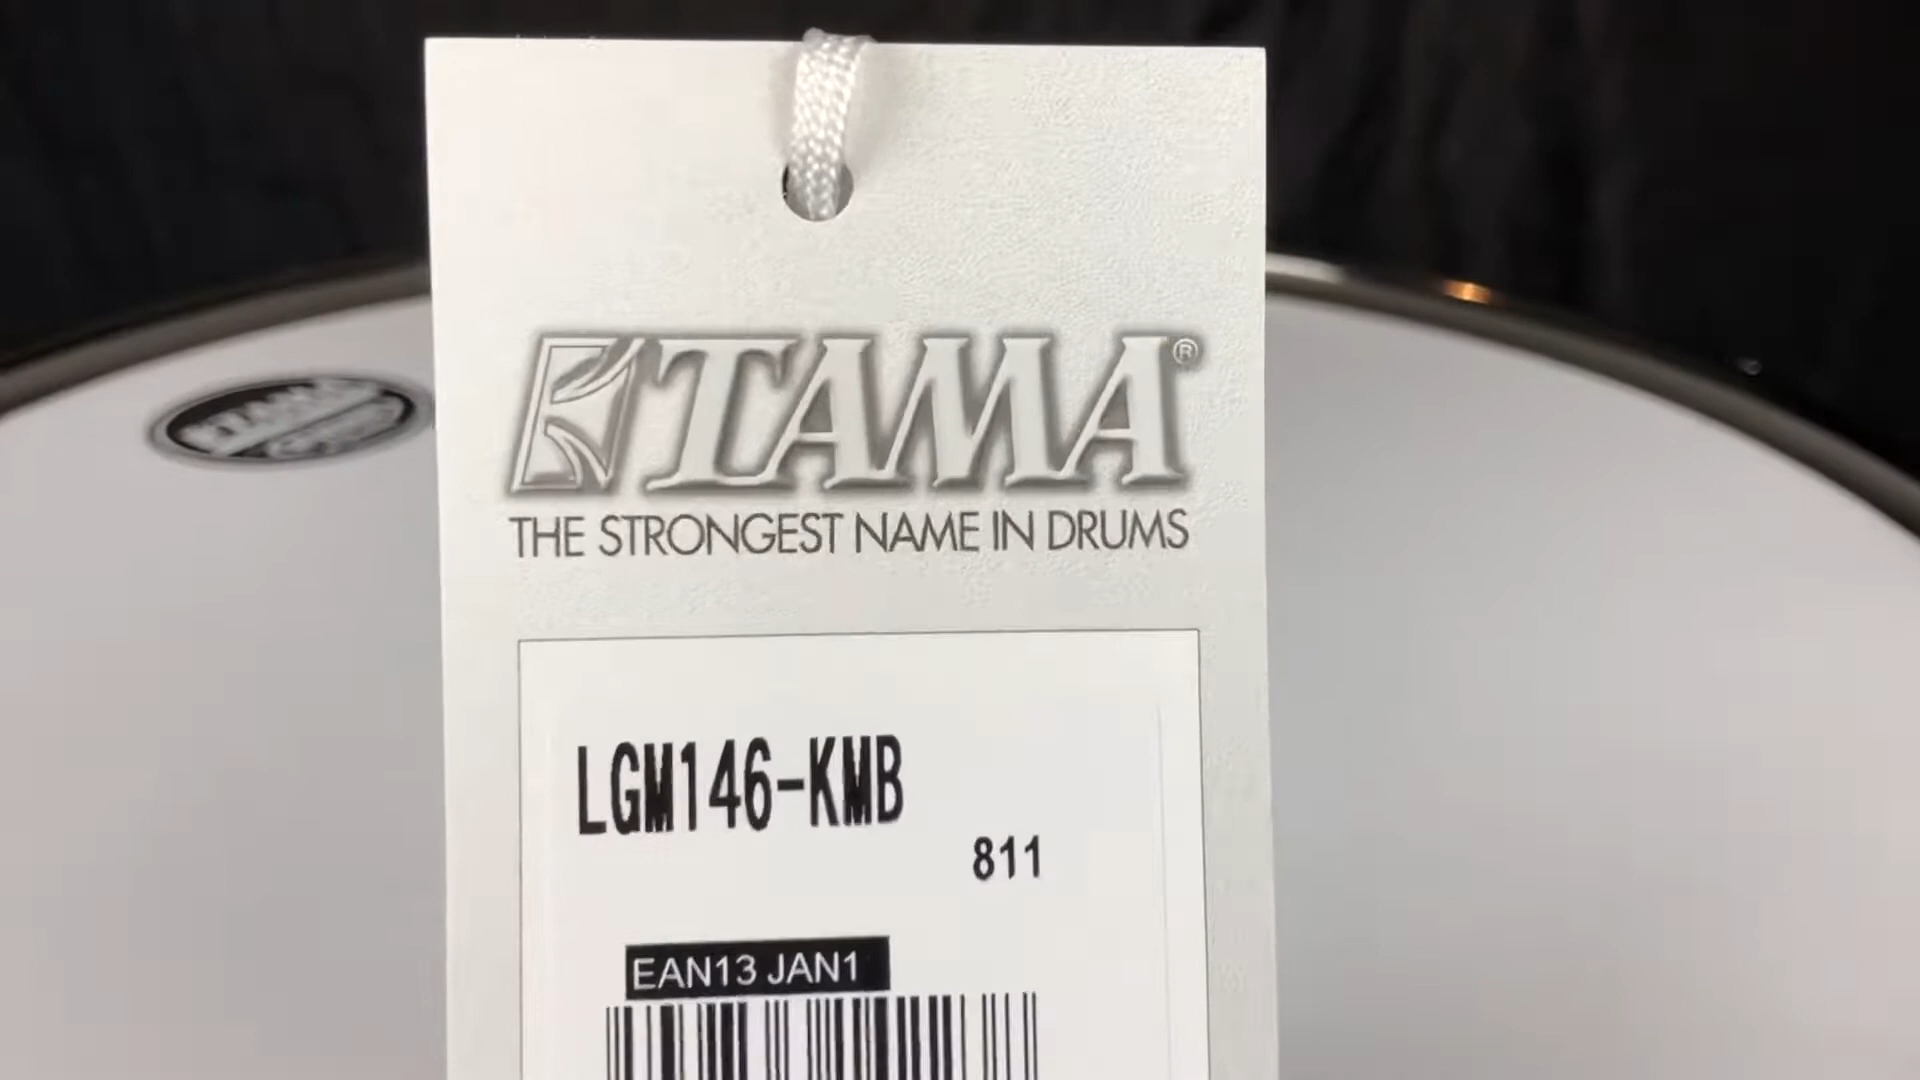 TAMA®
THE STRONGEST NAME IN DRUMS
LGM146-KMB
811
EAN13 JAN1